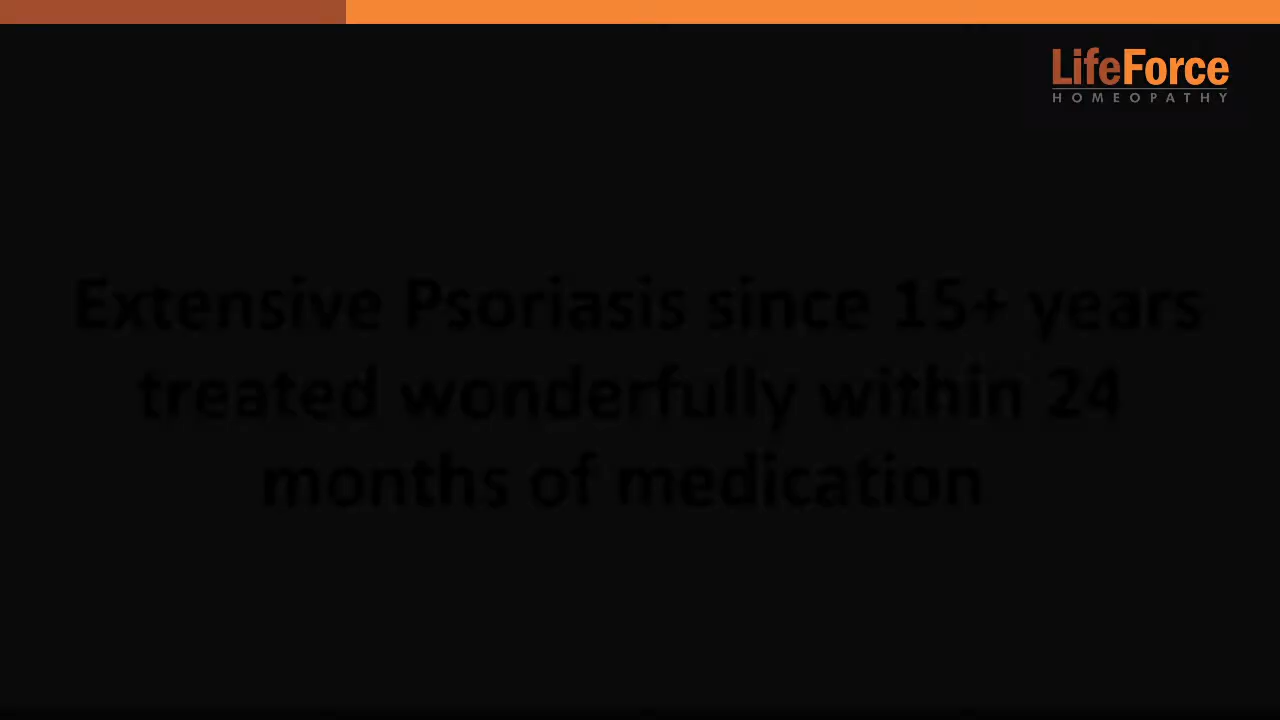 LifeForce
HOMEOPATHY
Extensive Psoriasis since 15+ years
treated wonderfully within 24
months of medication